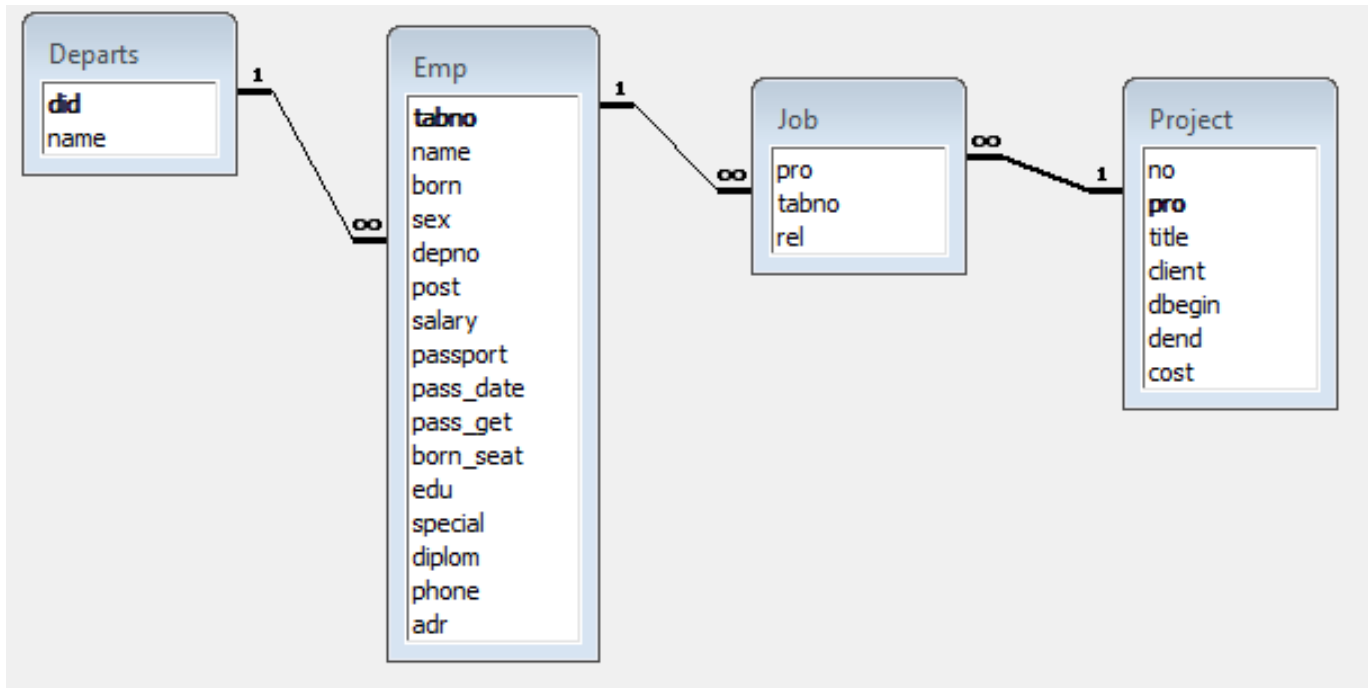 Departs
did
name
1
∞
Emp
tabno
name
born
sex
depno
post
salary
passport
pass_date
pass_get
born_seat
edu
special
diplom
phone
adr
1
∞
Job
pro
tabno
rel
∞
1
Project
no
pro
title
client
dbegin
dend
cost